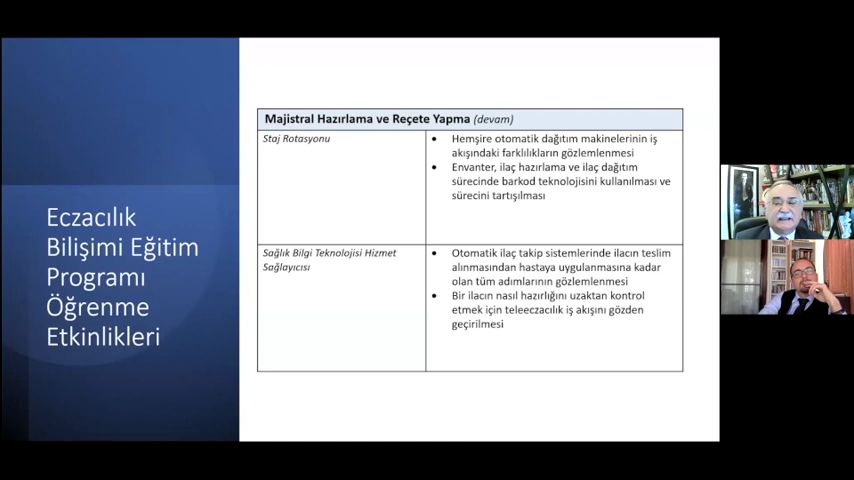 Eczacılık
Bilişimi Eğitim
Programı
Öğrenme
Etkinlikleri
Majistral Hazırlama ve Reçete Yapma (devam)
Staj Rotasyonu
• Hemşire otomatik dağıtım makinelerinin iş
akışındaki farklılıkların gözlemlenmesi
• Envanter, ilaç hazırlama ve ilaç dağıtım
sürecinde barkod teknolojisini kullanılması ve
sürecini tartışılması
Sağlık Bilgi Teknolojisi Hizmet
Sağlayıcısı
• Otomatik ilaç takip sistemlerinde ilacın teslim
alınmasından hastaya uygulanmasına kadar
olan tüm adımlarının gözlemlenmesi
• Bir ilacın nasıl hazırlığını uzaktan kontrol
etmek için teleeczacılık iş akışını gözden
geçirilmesi